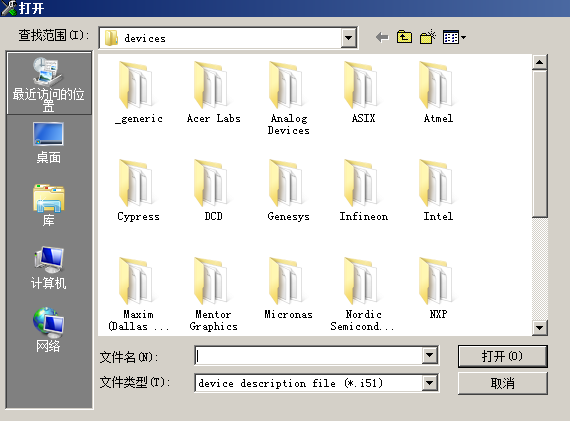 打开
查找范围(I):
devices
最近访问的位
置
桌面
库
计算机
网络
_generic
Acer Labs
Analog
Devices
ASIX
Atmel
Cypress
DCD
Genesys
Infineon
Intel
Maxim
(Dallas ...
Mentor
Graphics
Micronas
Nordic
Semicond...
NXP
文件名(N):
打开(O)
文件类型(T):
device description file (*.i51)
取消